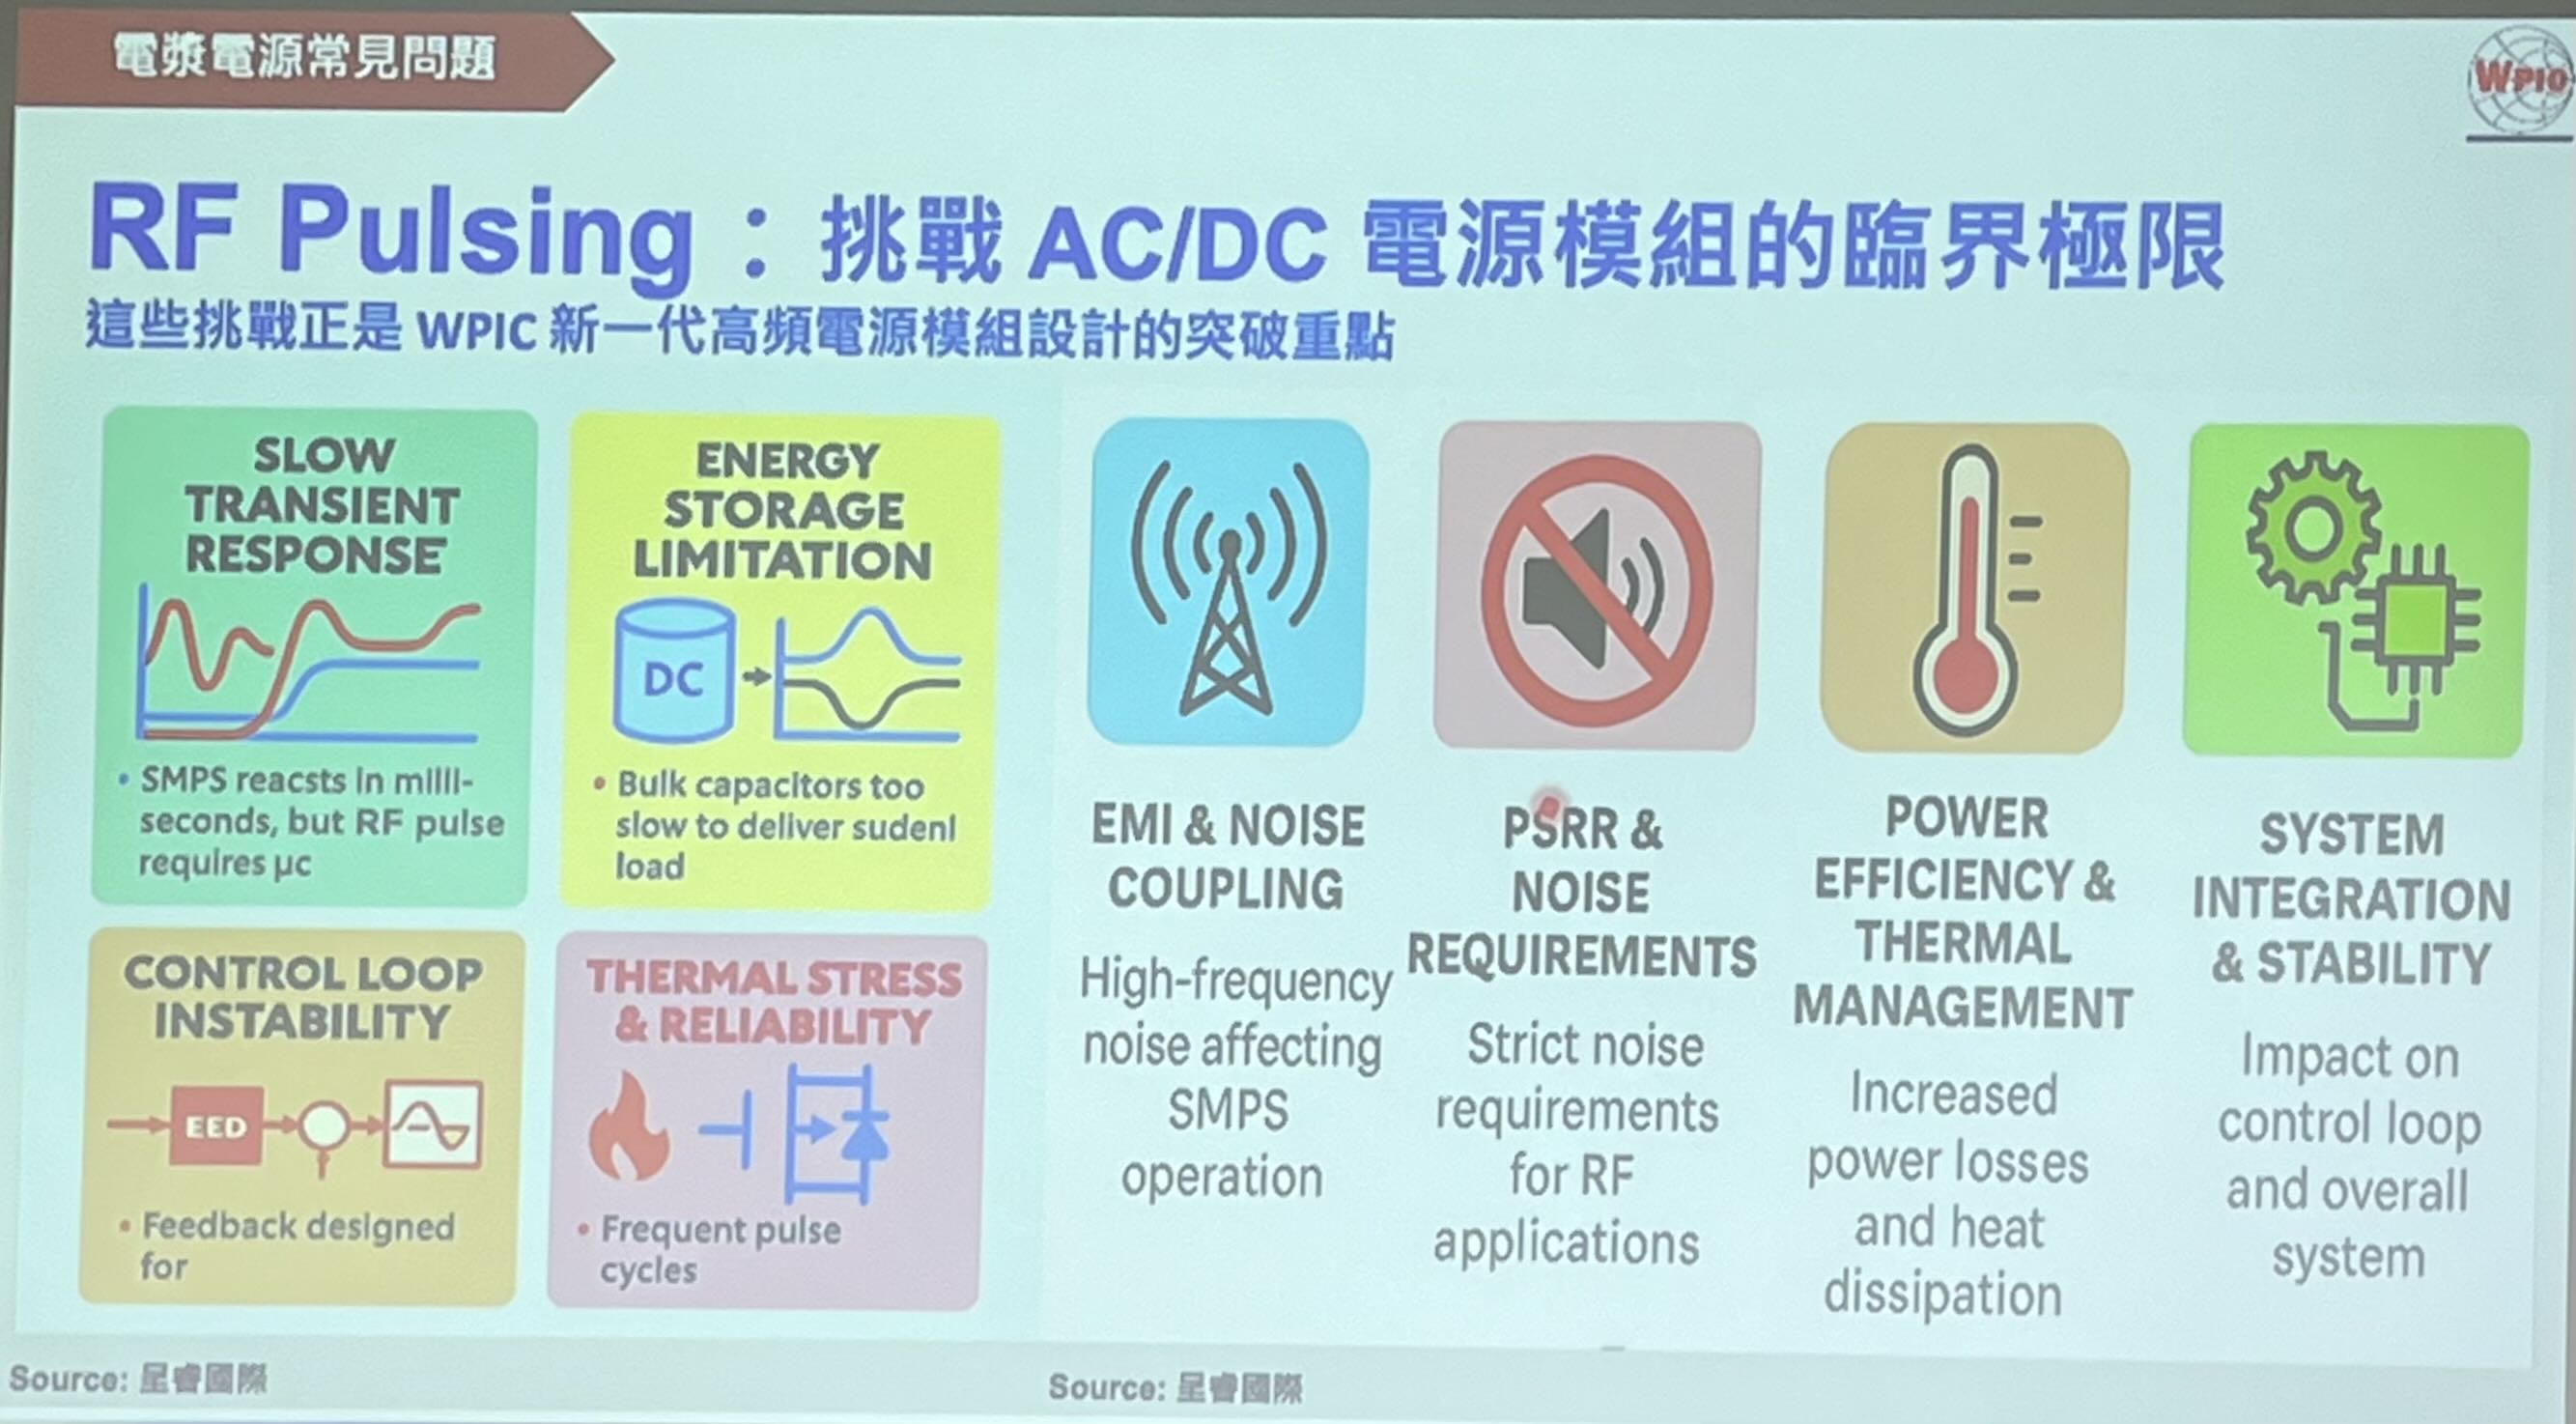 電漿電源常見問題
WPIC
RF Pulsing：挑戰 AC/DC 電源模組的臨界極限
這些挑戰正是 WPIC 新一代高頻電源模組設計的突破重點
SLOW
TRANSIENT
RESPONSE
• SMPS reacsts in milli-
seconds, but RF pulse
requires µc
ENERGY
STORAGE
LIMITATION
DC
• Bulk capacitors too
slow to deliver sudenl
load
CONTROL LOOP
INSTABILITY
EED
• Feedback designed
for
THERMAL STRESS
& RELIABILITY
• Frequent pulse
cycles
EMI & NOISE
COUPLING
High-frequency
noise affecting
SMPS
operation
PSRR &
NOISE
REQUIREMENTS
Strict noise
requirements
for RF
applications
POWER
EFFICIENCY &
THERMAL
MANAGEMENT
Increased
power losses
and heat
dissipation
SYSTEM
INTEGRATION
& STABILITY
Impact on
control loop
and overall
system
Source: 星睿國際
Source: 星睿國際